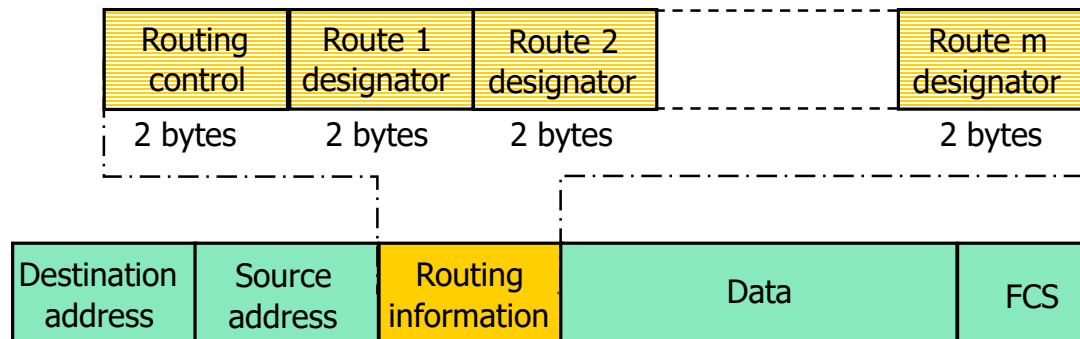 Routing
control
Route 1
designator
Route 2
designator
Route m
designator
2 bytes
2 bytes
2 bytes
2 bytes
Destination
address
Source
address
Routing
information
Data
FCS